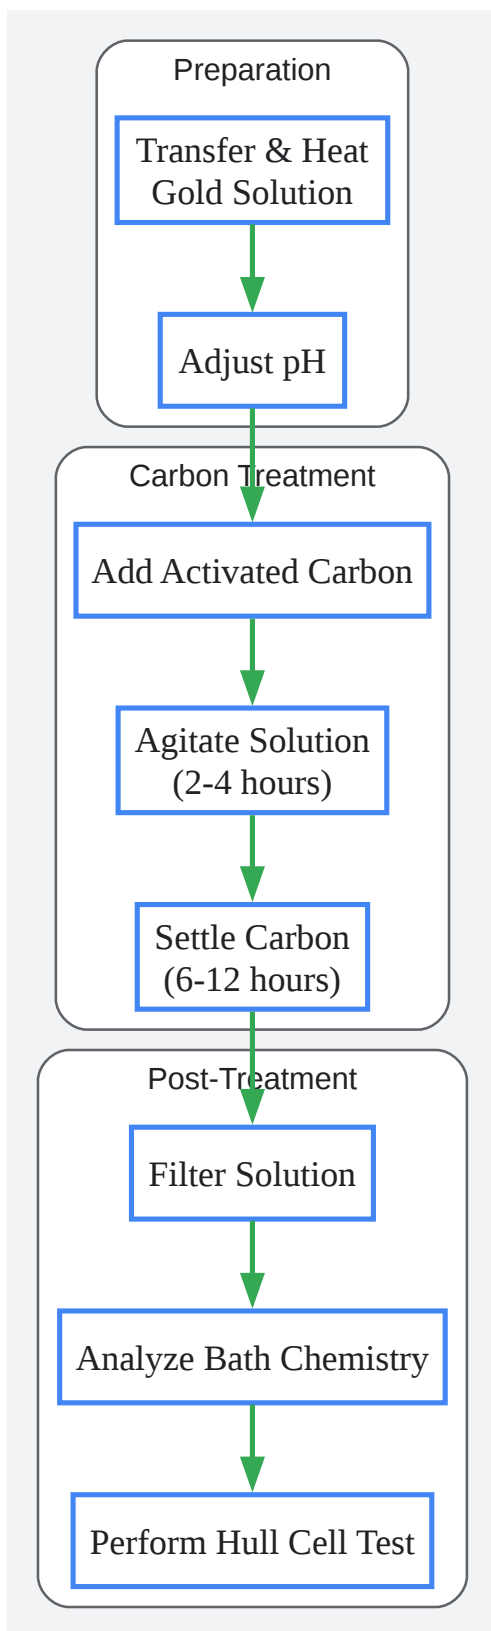 Preparation
Transfer & Heat
Gold Solution
Adjust pH
Carbon Treatment
Add Activated Carbon
Agitate Solution
(2-4 hours)
Settle Carbon
(6-12 hours)
Post-Treatment
Filter Solution
Analyze Bath Chemistry
Perform Hull Cell Test